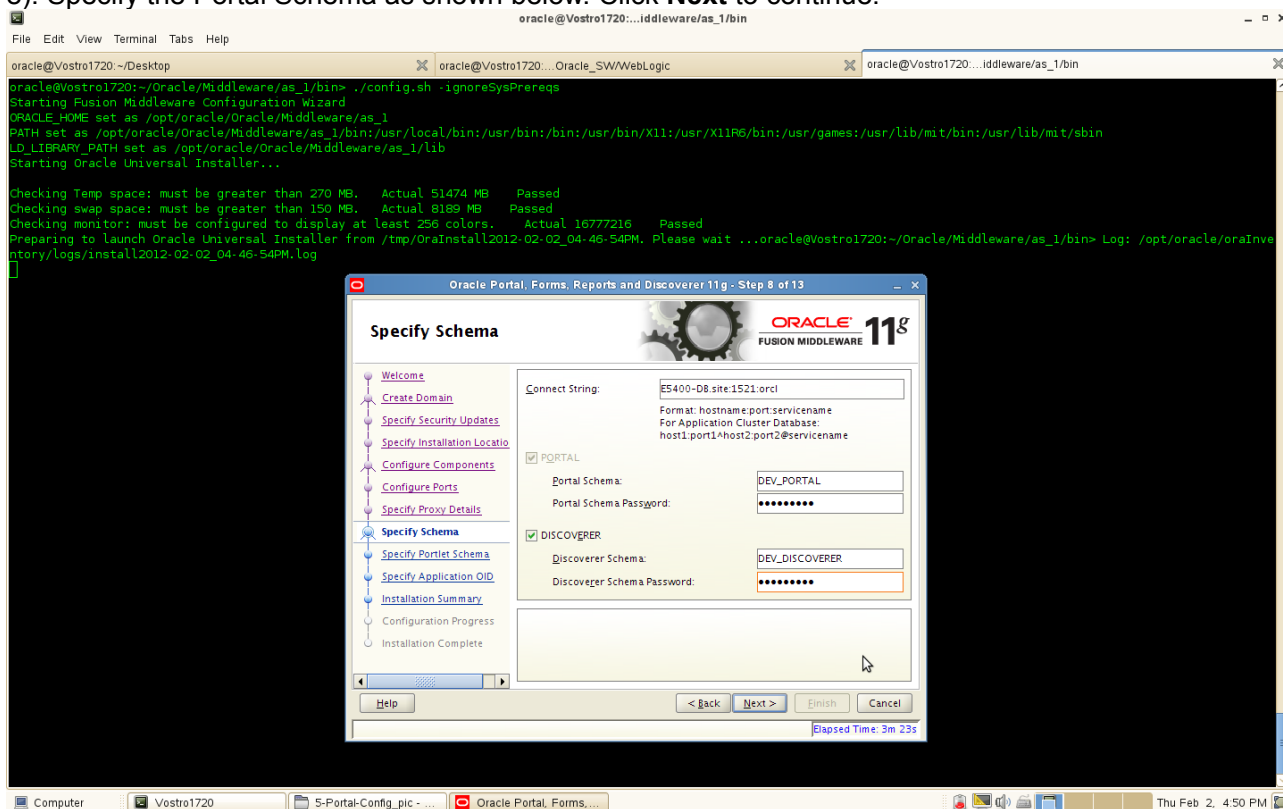 Specify the Portal Schema as shown below. Click Next to continue.
oracle@Vostro1720:...iddleware/as_1/bin
File Edit View Terminal Tabs Help
oracle@Vostro1720:~/Desktop
oracle@Vostro1720:...Oracle_SW/WebLogic
oracle@Vostro1720:...iddleware/as_1/bin
oracle@Vostro1720:~/Oracle/Middleware/as_1/bin> ./config.sh -ignoreSysPrereqs
Starting Fusion Middleware Configuration Wizard
ORACLE_HOME set as /opt/oracle/Oracle/Middleware/as_1
PATH set as /opt/oracle/Oracle/Middleware/as_1/bin:/usr/local/bin:/usr/bin:/bin:/usr/bin/X11:/usr/X11R6/bin:/usr/games:/usr/lib/mit/bin:/usr/lib/mit/sbin
LD_LIBRARY_PATH set as /opt/oracle/Oracle/Middleware/as_1/lib
Starting Oracle Universal Installer...
Checking Temp space: must be greater than 270 MB. Actual 51474 MB Passed
Checking swap space: must be greater than 150 MB. Actual 8189 MB Passed
Checking monitor: must be configured to display at least 256 colors. Actual 16777216 Passed
Preparing to launch Oracle Universal Installer from /tmp/OraInstall2012-02-02_04-46-54PM. Please wait ...oracle@Vostro1720:~/Oracle/Middleware/as_1/bin> Log: /opt/oracle/oraInve
ntory/logs/install2012-02-02_04-46-54PM.log
Oracle Portal, Forms, Reports and Discoverer 11g - Step 8 of 13
Specify Schema
ORACLE
FUSION MIDDLEWARE
11g
Welcome
Create Domain
Specify Security Updates
Specify Installation Locatio
Configure Components
Configure Ports
Specify Proxy Details
Specify Schema
Specify Portlet Schema
Specify Application OID
Installation Summary
Configuration Progress
Installation Complete
Connect String: E5400-DB.site:1521:orcl
Format: hostname:port:servicename
For Application Cluster Database:
host1:port1^host2:port2@servicename
PORTAL
Portal Schema: DEV_PORTAL
Portal Schema Password: •••••••••
DISCOVERER
Discoverer Schema: DEV_DISCOVERER
Discoverer Schema Password: •••••••••
Help
< Back
Next >
Finish
Cancel
Elapsed Time: 3m 23s
Computer
Vostro1720
5-Portal-Config_pic - ...
Oracle Portal, Forms,...
Thu Feb 2, 4:50 PM